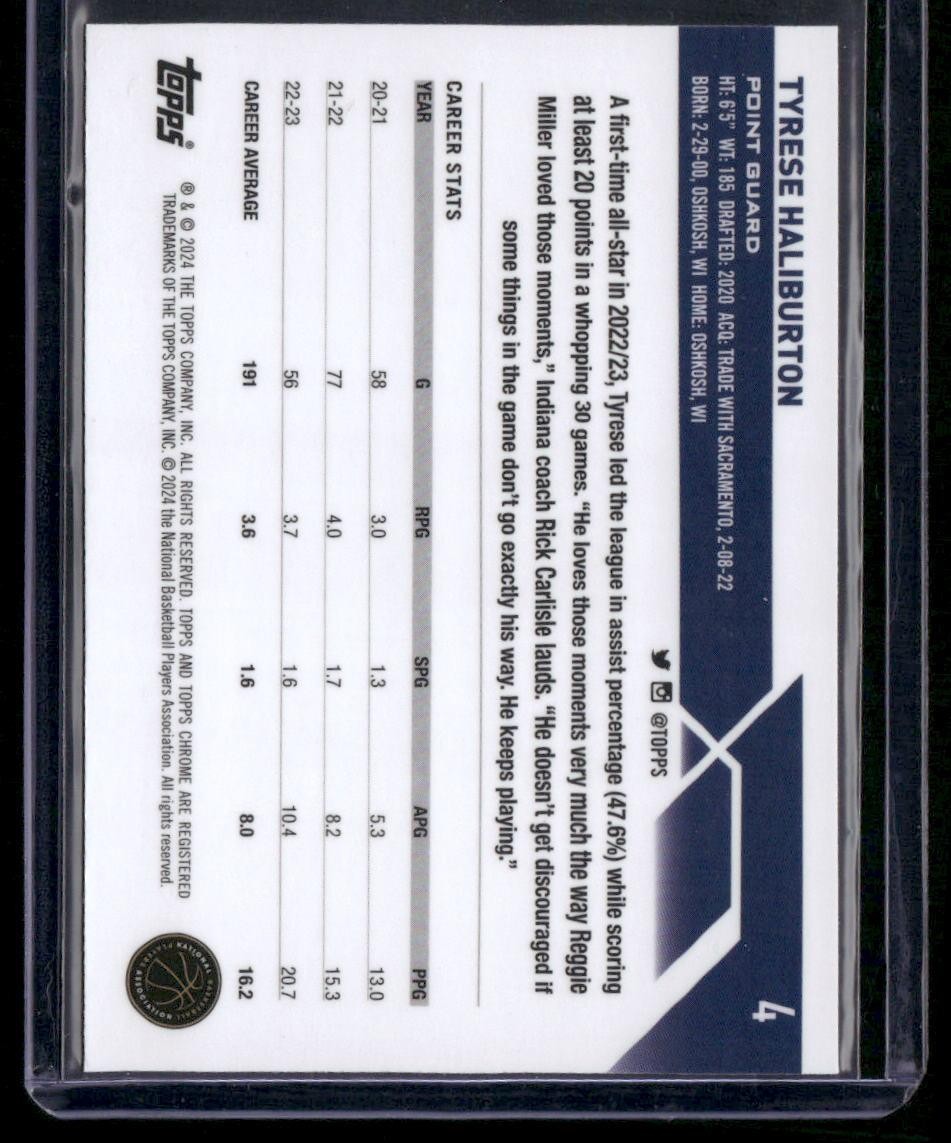 TYRESE HALIBURTON
4
POINT GUARD
HT: 6'5" WT: 185 DRAFTED: 2020 ACQ: TRADE WITH SACRAMENTO, 2-08-22
BORN: 2-29-00, OSHKOSH, WI HOME: OSHKOSH, WI
@TOPPS
A first-time all-star in 2022/23, Tyrese led the league in assist percentage (47.6%) while scoring
at least 20 points in a whopping 30 games. “He loves those moments very much the way Reggie
Miller loved those moments,” Indiana coach Rick Carlisle lauds. “He doesn’t get discouraged if
some things in the game don’t go exactly his way. He keeps playing.”
CAREER STATS
YEAR G RPG SPG APG PPG
20-21 58 3.0 1.3 5.3 13.0
21-22 77 4.0 1.7 8.2 15.3
22-23 56 3.7 1.6 10.4 20.7
CAREER AVERAGE 191 3.6 1.6 8.0 16.2
topps®
® & © 2024 THE TOPPS COMPANY, INC. ALL RIGHTS RESERVED. TOPPS AND TOPPS CHROME ARE REGISTERED
TRADEMARKS OF THE TOPPS COMPANY, INC. © 2024 the National Basketball Players Association. All rights reserved.
NATIONAL BASKETBALL PLAYERS ASSOCIATION